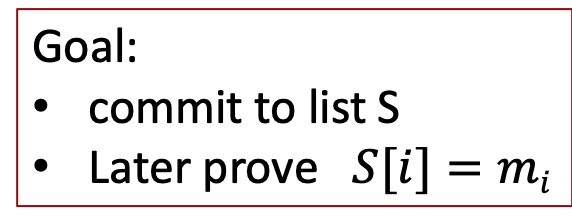 Goal:
• commit to list S
• Later prove S[i] = mᵢ